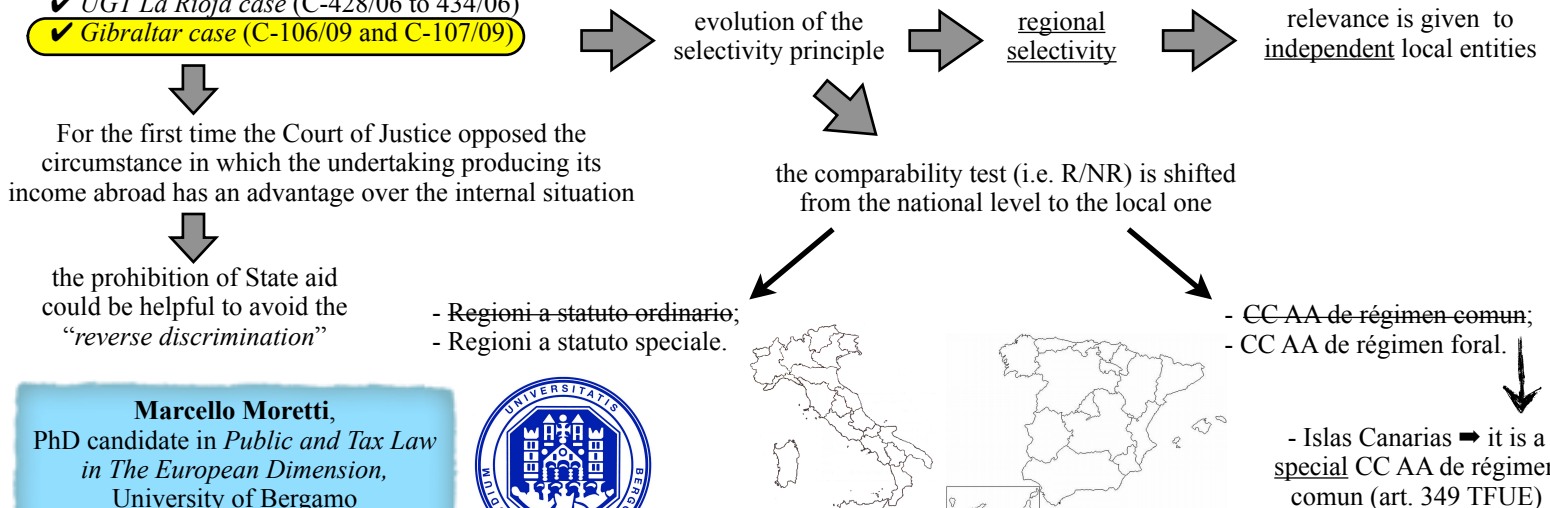 ✔ UGT La Rioja case (C-428/06 to 434/06)
✔ Gibraltar case (C-106/09 and C-107/09)
evolution of the
selectivity principle
regional
selectivity
relevance is given to
independent local entities
For the first time the Court of Justice opposed the
circumstance in which the undertaking producing its
income abroad has an advantage over the internal situation
the comparability test (i.e. R/NR) is shifted
from the national level to the local one
the prohibition of State aid
could be helpful to avoid the
“reverse discrimination”
- Regioni a statuto ordinario;
- Regioni a statuto speciale.
- CC AA de régimen comun;
- CC AA de régimen foral.
- Islas Canarias ➡ it is a
special CC AA de régimen
comun (art. 349 TFUE)
Marcello Moretti,
PhD candidate in Public and Tax Law
in The European Dimension,
University of Bergamo
UNIVERSITATIS